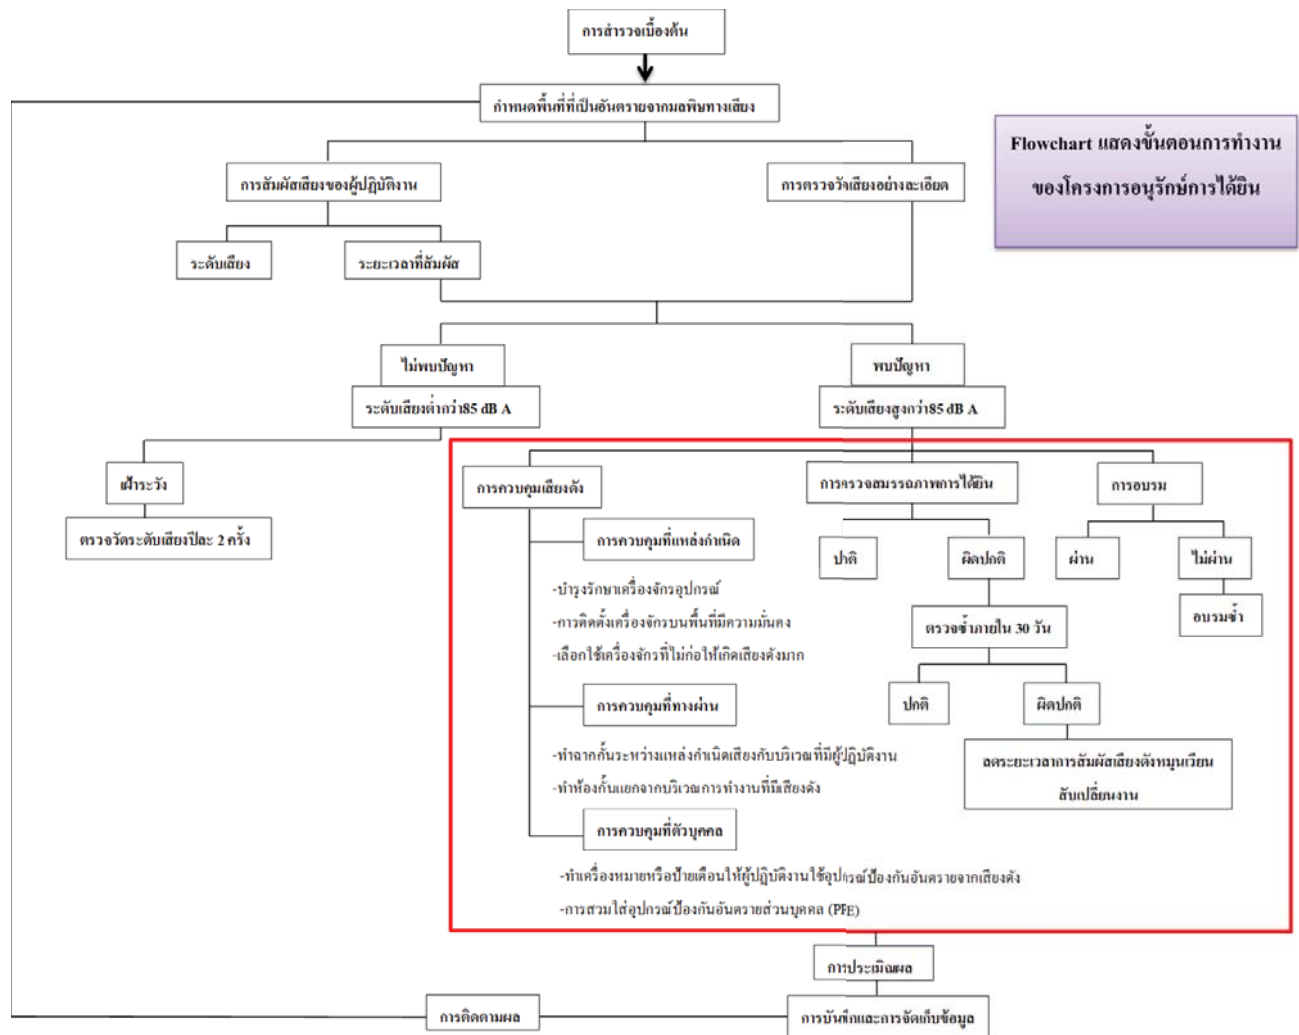 การสำรวจเบื้องต้น
กำหนดพื้นที่ที่เป็นอันตรายจากมลพิษทางเสียง
Flowchart แสดงขั้นตอนการทำงาน
ของโครงการอนุรักษ์การได้ยิน
การสัมผัสเสียงของผู้ปฏิบัติงาน
การตรวจวัดเสียงอย่างละเอียด
ระดับเสียง
ระยะเวลาที่สัมผัส
ไม่พบปัญหา
พบปัญหา
ระดับเสียงต่ำกว่า85 dB A
ระดับเสียงสูงกว่า85 dB A
เฝ้าระวัง
ตรวจวัดระดับเสียงปีละ 2 ครั้ง
การควบคุมเสียงดัง
การตรวจสมรรถภาพการได้ยิน
การอบรม
การควบคุมที่แหล่งกำเนิด
ปกติ
ผิดปกติ
ผ่าน
ไม่ผ่าน
-บำรุงรักษาเครื่องจักรอุปกรณ์
-การติดตั้งเครื่องจักรบนพื้นที่มีความมั่นคง
-เลือกใช้เครื่องจักรที่ไม่ก่อให้เกิดเสียงดังมาก
ตรวจซ้ำภายใน 30 วัน
อบรมซ้ำ
การควบคุมที่ทางผ่าน
ปกติ
ผิดปกติ
-ทำฉากกั้นระหว่างแหล่งกำเนิดเสียงกับบริเวณที่มีผู้ปฏิบัติงาน
-ทำห้องกั้นแยกจากบริเวณการทำงานที่มีเสียงดัง
ลดระยะเวลาการสัมผัสเสียงดังหมุนเวียน
สับเปลี่ยนงาน
การควบคุมที่ตัวบุคคล
-ทำเครื่องหมายหรือป้ายเตือนให้ผู้ปฏิบัติงานใช้อุปกรณ์ป้องกันอันตรายจากเสียงดัง
-การสวมใส่อุปกรณ์ป้องกันอันตรายส่วนบุคคล (PPE)
การประเมินผล
การติดตามผล
การบันทึกและการจัดเก็บข้อมูล